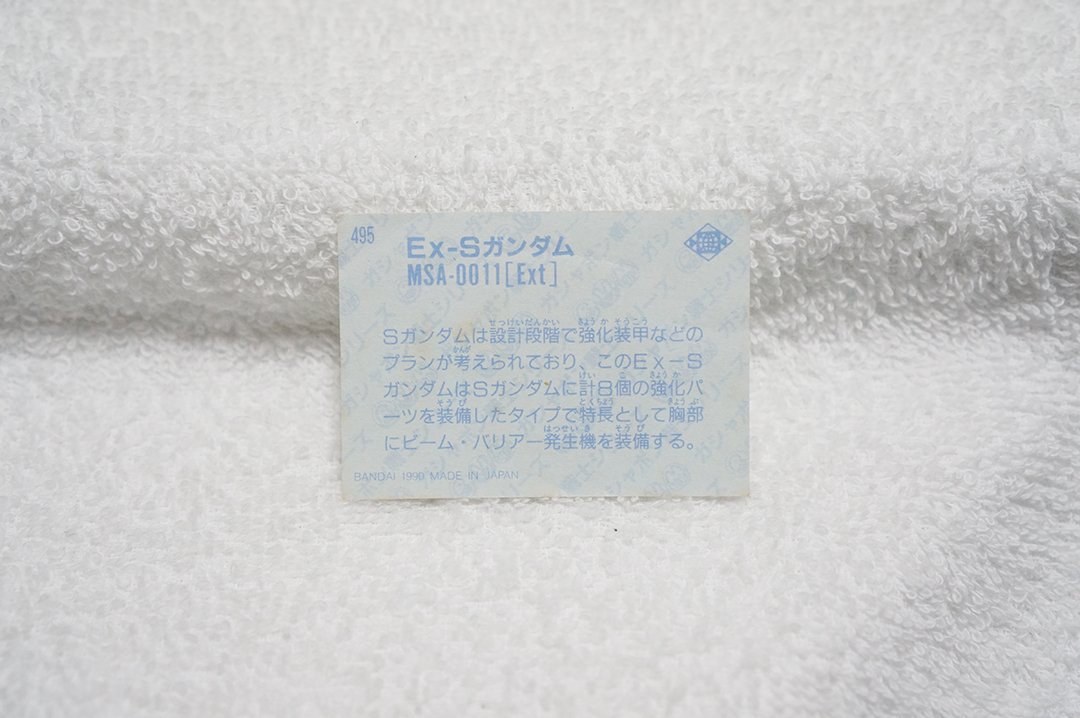 495
Ex-Sガンダム
MSA-0011[Ext]
Sガンダムは設計段階で強化装甲などの
プランが考えられており、このEx-S
ガンダムはSガンダムに計8個の強化パ
ーツを装備したタイプで特長として胸部
にビーム・バリアー発生機を装備する。
BANDAI 1990 MADE IN JAPAN